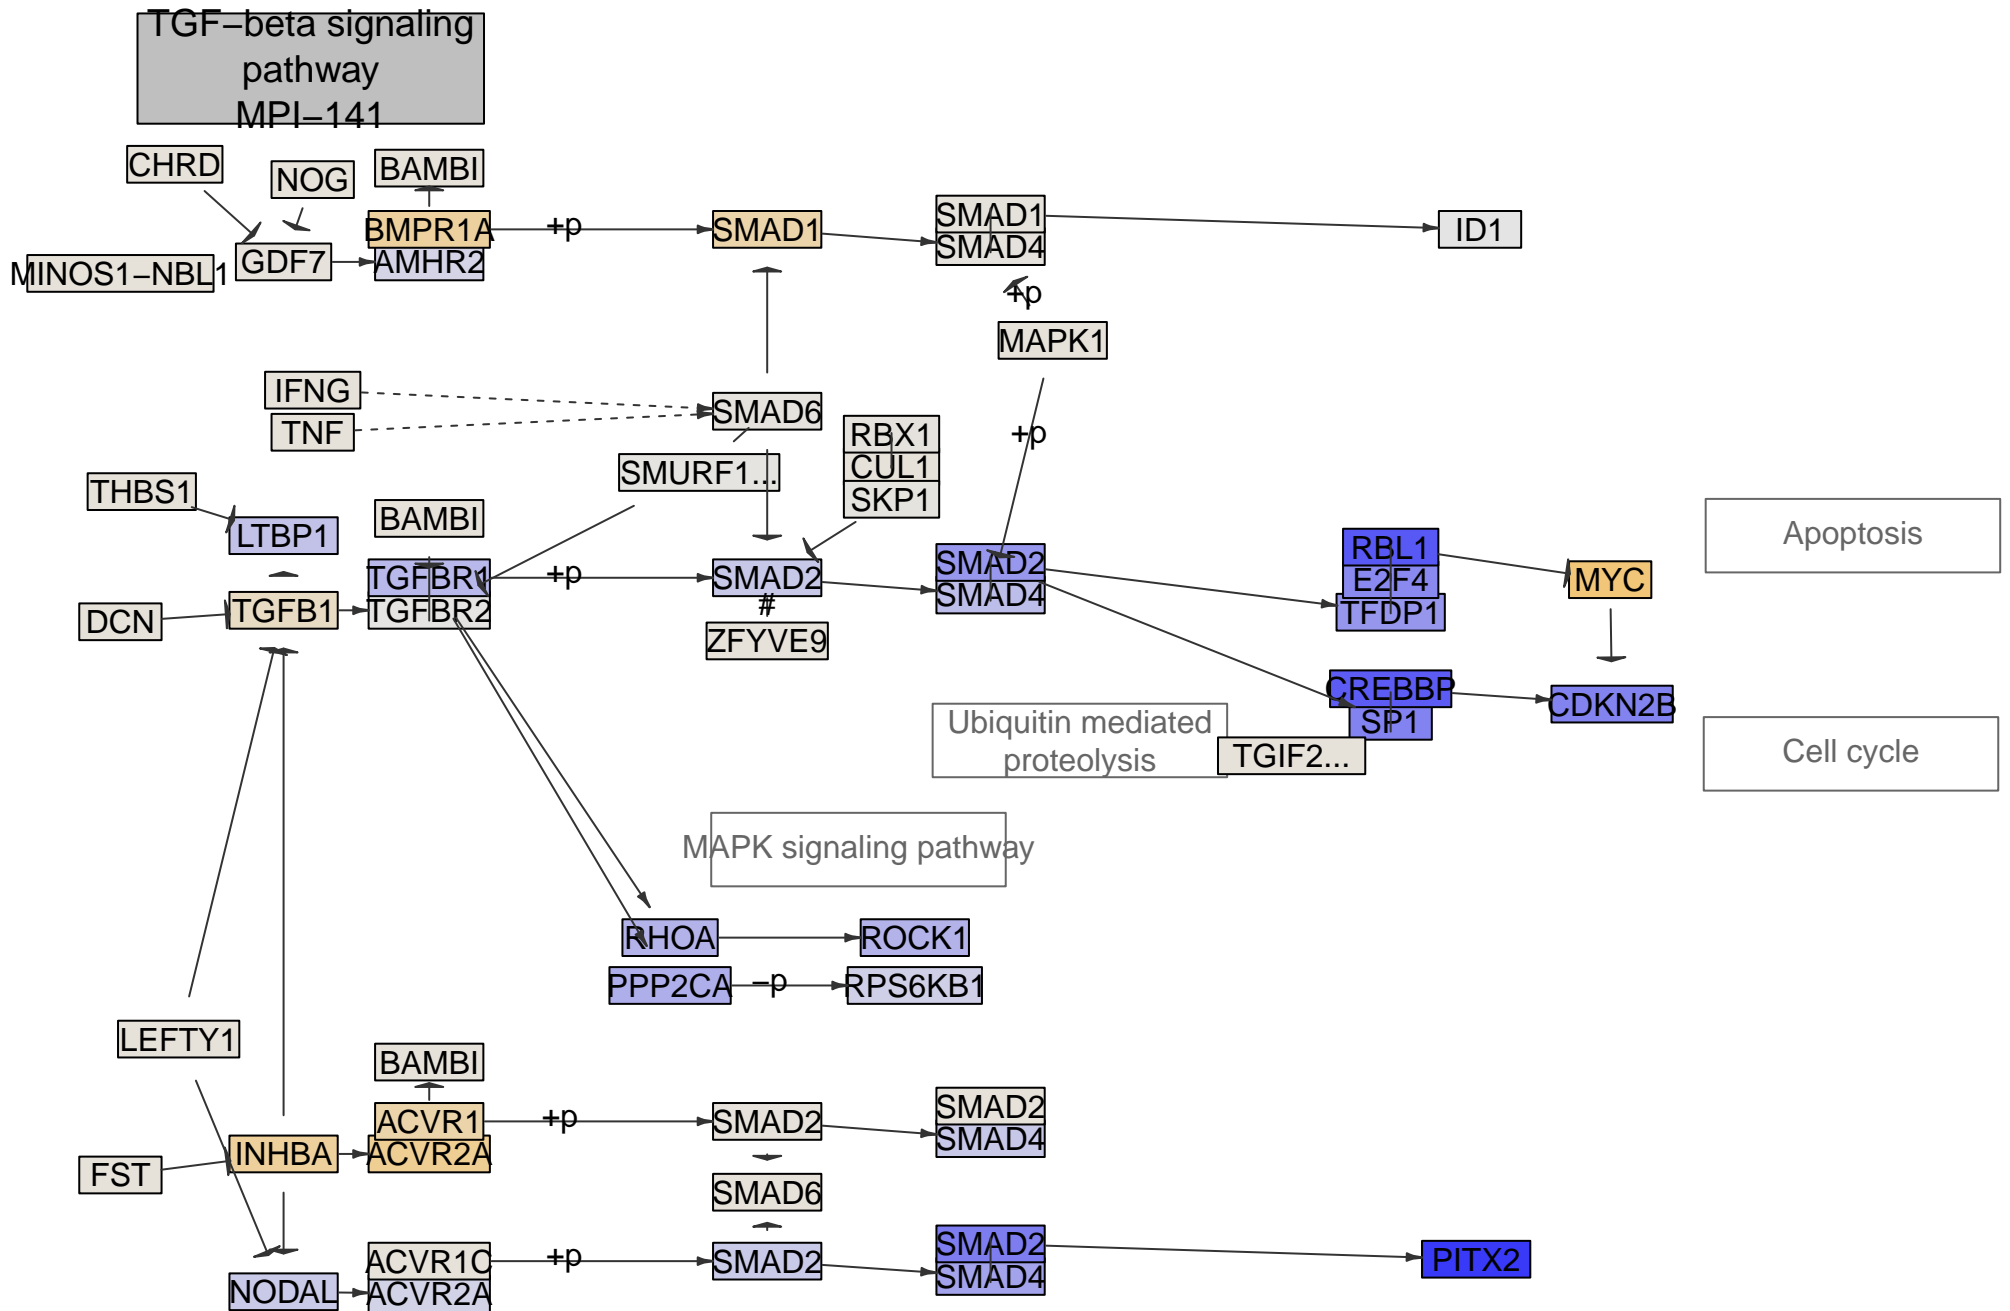 TGF−beta signaling
pathway
MPI−141
CHRD
NOG
BAMBI
BMPR1A
+p
SMAD1
SMAD1
SMAD4
ID1
MINOS1−NBL1
GDF7
AMHR2
+p
MAPK1
IFNG
TNF
SMAD6
RBX1
CUL1
SKP1
+p
SMURF1...
THBS1
LTBP1
BAMBI
TGFBR1
TGFBR2
+p
SMAD2
#
ZFYVE9
SMAD2
SMAD4
RBL1
E2F4
TFDP1
MYC
Apoptosis
DCN
TGFB1
CREBBP
SP1
CDKN2B
Ubiquitin mediated
proteolysis
TGIF2...
Cell cycle
MAPK signaling pathway
RHOA
ROCK1
PPP2CA
−p
RPS6KB1
LEFTY1
BAMBI
ACVR1
ACVR2A
+p
SMAD2
SMAD2
SMAD4
INHBA
FST
SMAD6
ACVR1C
ACVR2A
+p
SMAD2
SMAD2
SMAD4
PITX2
NODAL